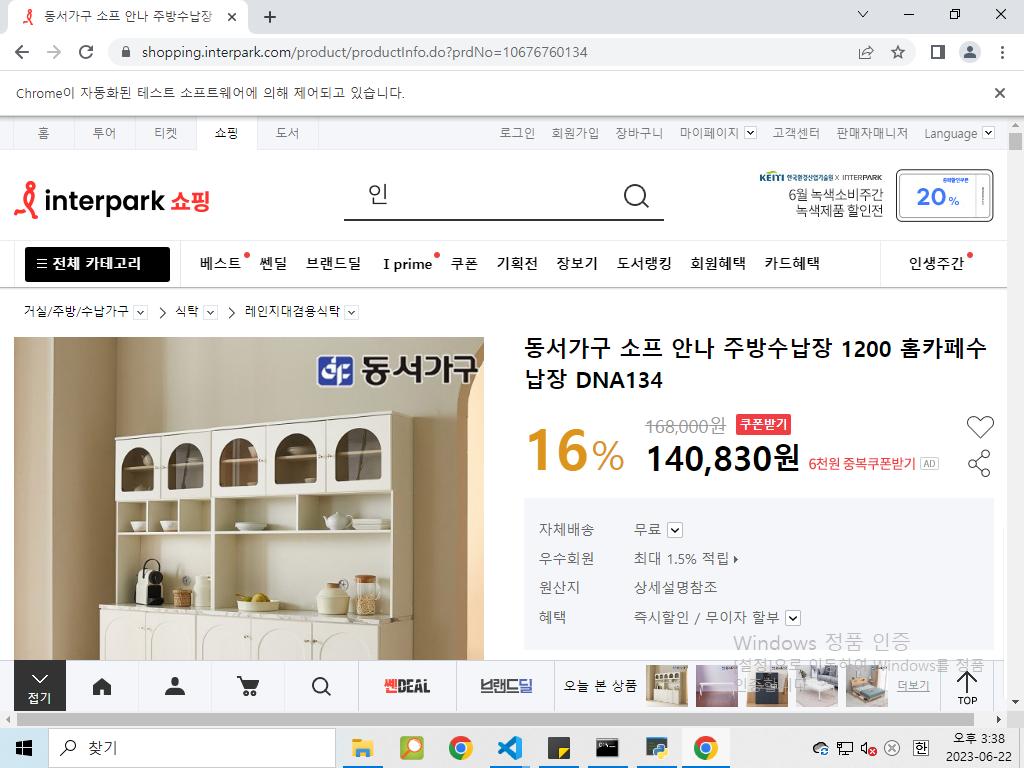 동서가구 소프 안나 주방수납장
shopping.interpark.com/product/productInfo.do?prdNo=10676760134
Chrome이 자동화된 테스트 소프트웨어에 의해 제어되고 있습니다.
홈 투어 티켓 쇼핑 도서 로그인 회원가입 장바구니 마이페이지 고객센터 판매자매니저 Language
interpark 쇼핑
인
KEITI 한국환경산업기술원 X INTERPARK
6월 녹색소비주간
녹색제품 할인전
20%
전체 카테고리 베스트 쎈딜 브랜드딜 I prime 쿠폰 기획전 장보기 도서랭킹 회원혜택 카드혜택 인생주간
거실/주방/수납가구 > 식탁 > 레인지대겸용식탁
동서가구
동서가구 소프 안나 주방수납장 1200 홈카페수
납장 DNA134
16%
168,000원 쿠폰받기
140,830원 6천원 중복쿠폰받기 AD
자체배송 무료
우수회원 최대 1.5% 적립
원산지 상세설명참조
혜택 즉시할인 / 무이자 할부
Windows 정품 인증
[설정]으로 이동하여 Windows를 정품
인증합니다.
접기 쎈DEAL 브랜드딜 오늘 본 상품 더보기 TOP
찾기
한
오후 3:38
2023-06-22